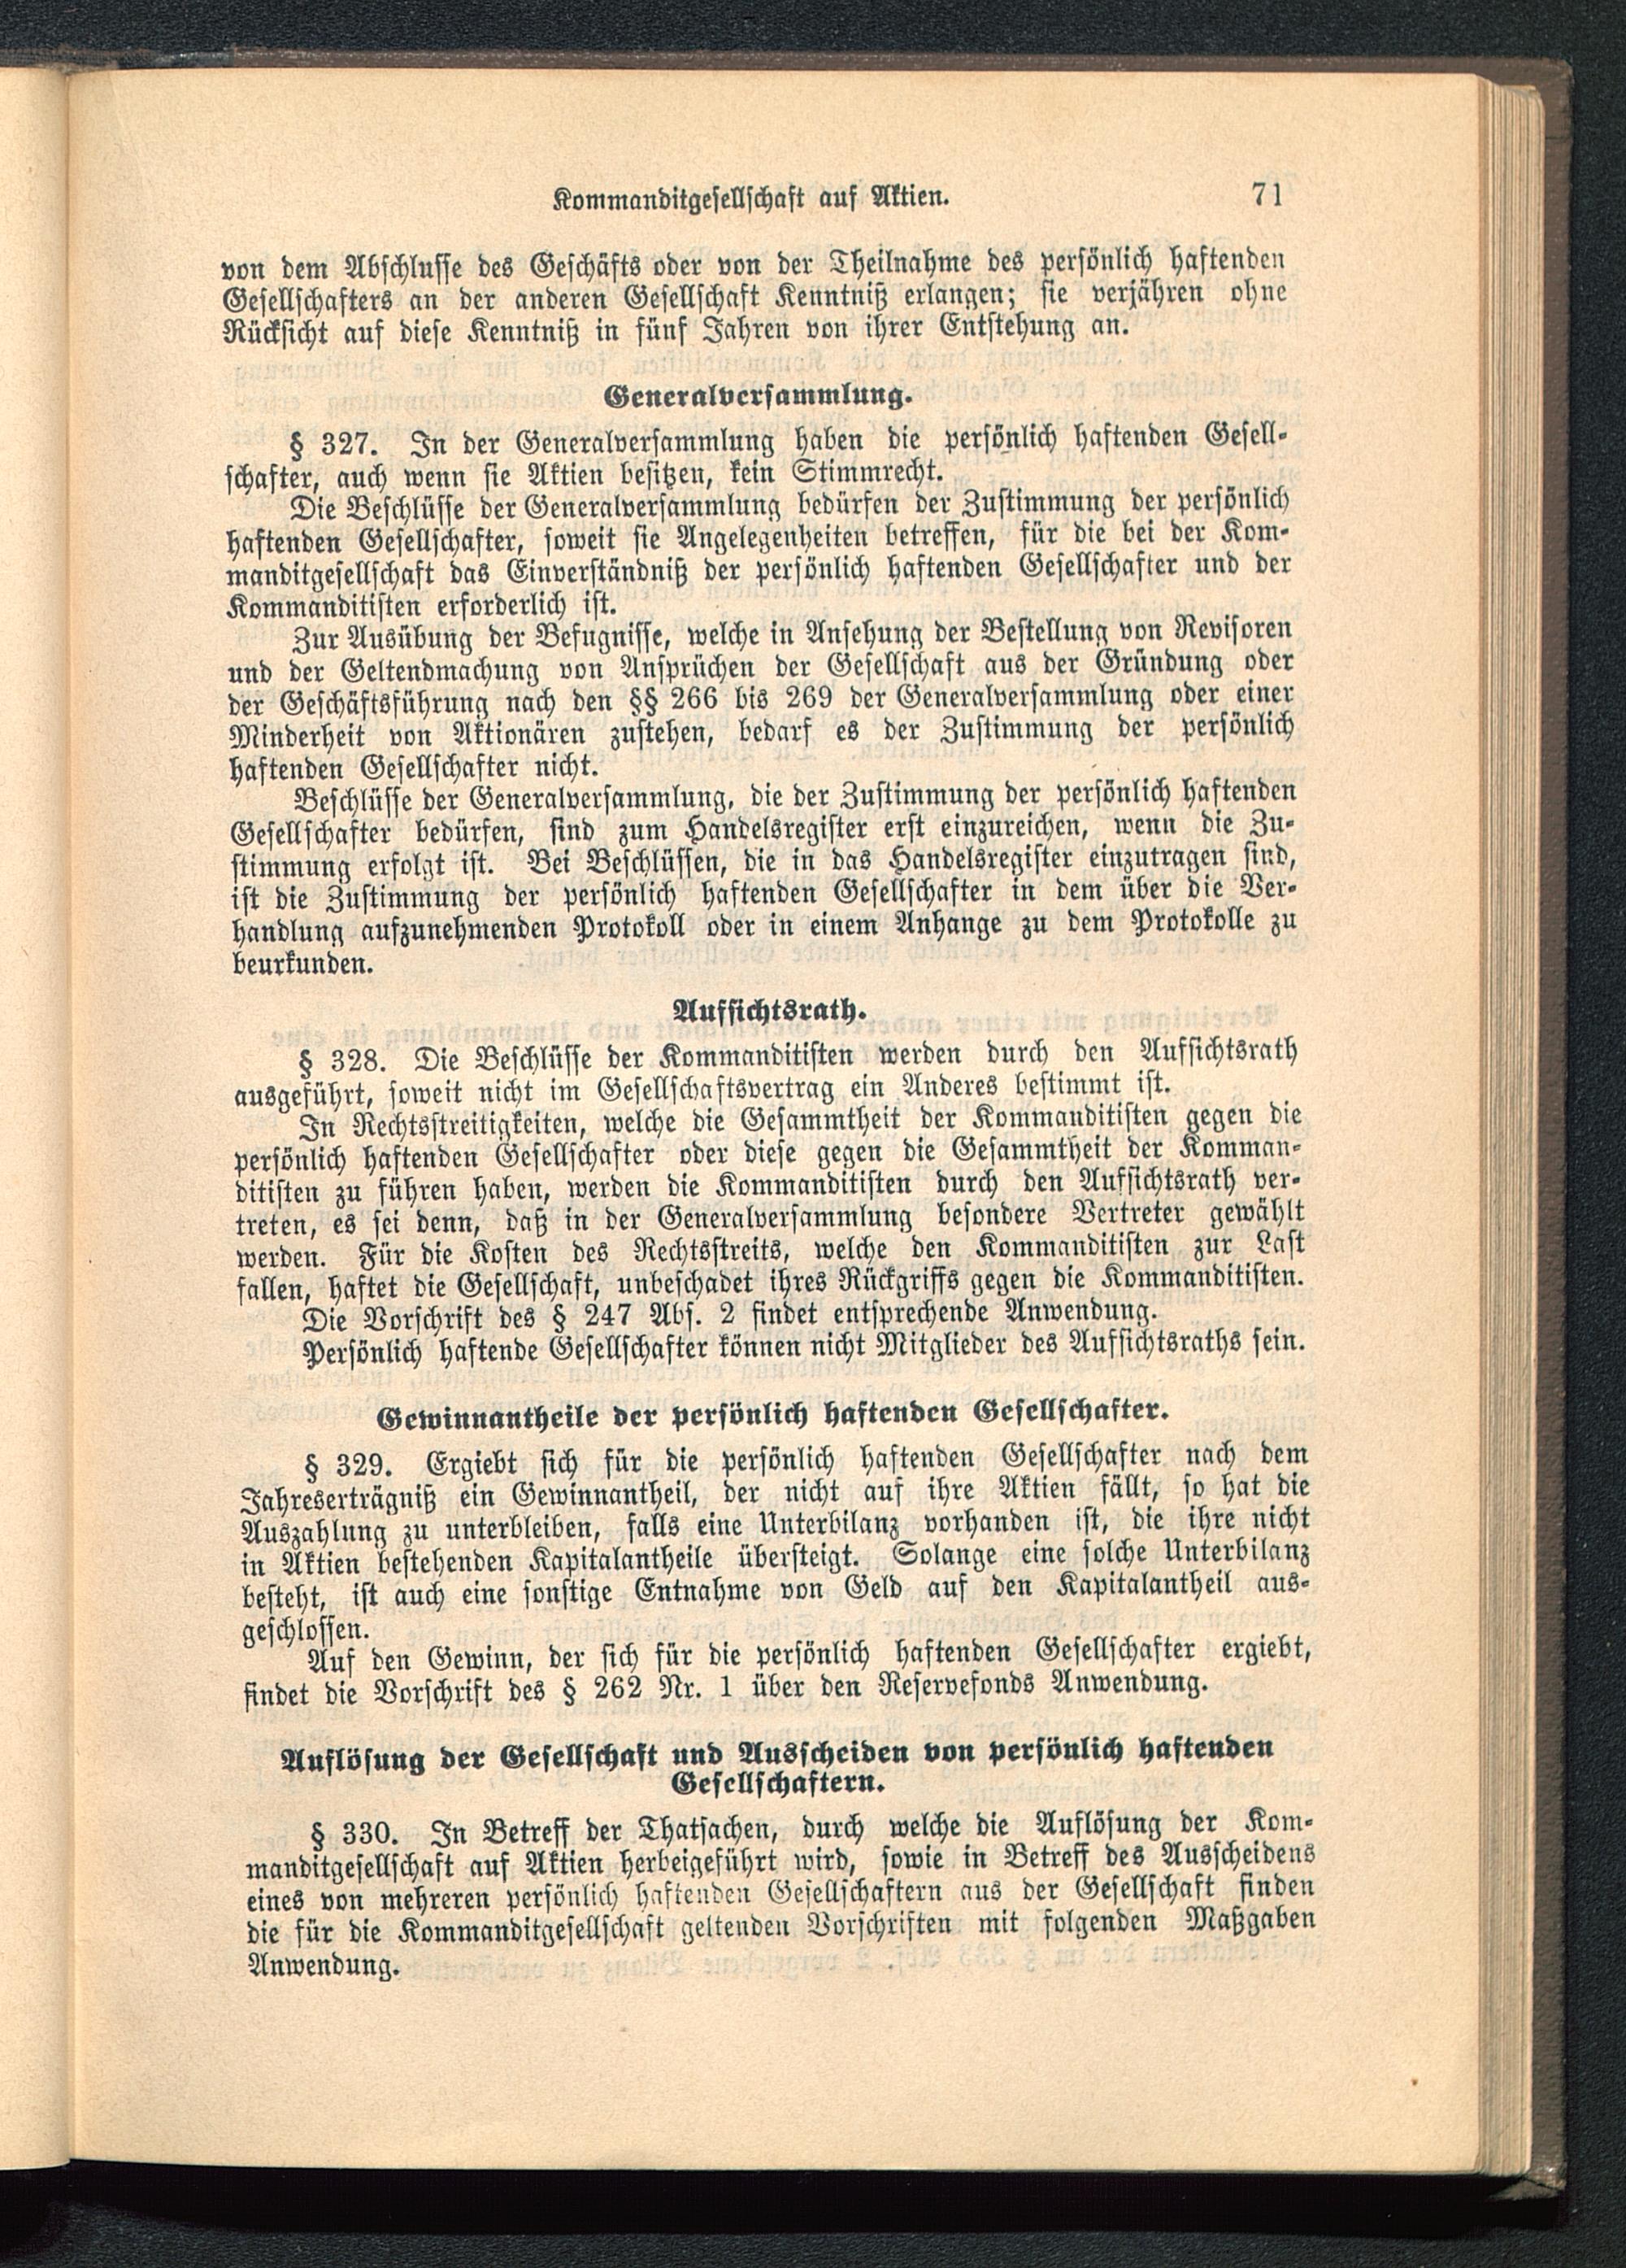 Kommanditgesellschaft auf Aktien. 71
von dem Abschlusse des Geschäfts oder von der Theilnahme des persönlich haftenden
Gesellschafters an der anderen Gesellschaft Kenntniß erlangen; sie verjähren ohne
Rücksicht auf diese Kenntniß in fünf Jahren von ihrer Entstehung an.
Generalversammlung.
§ 327. In der Generalversammlung haben die persönlich haftenden Gesell-
schafter, auch wenn sie Aktien besitzen, kein Stimmrecht.
Die Beschlüsse der Generalversammlung bedürfen der Zustimmung der persönlich
haftenden Gesellschafter, soweit sie Angelegenheiten betreffen, für die bei der Kom-
manditgesellschaft das Einverständniß der persönlich haftenden Gesellschafter und der
Kommanditisten erforderlich ist.
Zur Ausübung der Befugnisse, welche in Ansehung der Bestellung von Revisoren
und der Geltendmachung von Ansprüchen der Gesellschaft aus der Gründung oder
der Geschäftsführung nach den §§ 266 bis 269 der Generalversammlung oder einer
Minderheit von Aktionären zustehen, bedarf es der Zustimmung der persönlich
haftenden Gesellschafter nicht.
Beschlüsse der Generalversammlung, die der Zustimmung der persönlich haftenden
Gesellschafter bedürfen, sind zum Handelsregister erst einzureichen, wenn die Zu-
stimmung erfolgt ist. Bei Beschlüssen, die in das Handelsregister einzutragen sind,
ist die Zustimmung der persönlich haftenden Gesellschafter in dem über die Ver-
handlung aufzunehmenden Protokoll oder in einem Anhange zu dem Protokolle zu
beurkunden.
Aufsichtsrath.
§ 328. Die Beschlüsse der Kommanditisten werden durch den Aufsichtsrath
ausgeführt, soweit nicht im Gesellschaftsvertrag ein Anderes bestimmt ist.
In Rechtsstreitigkeiten, welche die Gesammtheit der Kommanditisten gegen die
persönlich haftenden Gesellschafter oder diese gegen die Gesammtheit der Komman-
ditisten zu führen haben, werden die Kommanditisten durch den Aufsichtsrath ver-
treten, es sei denn, daß in der Generalversammlung besondere Vertreter gewählt
werden. Für die Kosten des Rechtsstreits, welche den Kommanditisten zur Last
fallen, haftet die Gesellschaft, unbeschadet ihres Rückgriffs gegen die Kommanditisten.
Die Vorschrift des § 247 Abs. 2 findet entsprechende Anwendung.
Persönlich haftende Gesellschafter können nicht Mitglieder des Aufsichtsraths sein.
Gewinnantheile der persönlich haftenden Gesellschafter.
§ 329. Ergiebt sich für die persönlich haftenden Gesellschafter nach dem
Jahreserträgniß ein Gewinnantheil, der nicht auf ihre Aktien fällt, so hat die
Auszahlung zu unterbleiben, falls eine Unterbilanz vorhanden ist, die ihre nicht
in Aktien bestehenden Kapitalantheile übersteigt. Solange eine solche Unterbilanz
besteht, ist auch eine sonstige Entnahme von Geld auf den Kapitalantheil aus-
geschlossen.
Auf den Gewinn, der sich für die persönlich haftenden Gesellschafter ergiebt,
findet die Vorschrift des § 262 Nr. 1 über den Reservefonds Anwendung.
Auflösung der Gesellschaft und Ausscheiden von persönlich haftenden
Gesellschaftern.
§ 330. In Betreff der Thatsachen, durch welche die Auflösung der Kom-
manditgesellschaft auf Aktien herbeigeführt wird, sowie in Betreff des Ausscheidens
eines von mehreren persönlich haftenden Gesellschaftern aus der Gesellschaft finden
die für die Kommanditgesellschaft geltenden Vorschriften mit folgenden Maßgaben
Anwendung.